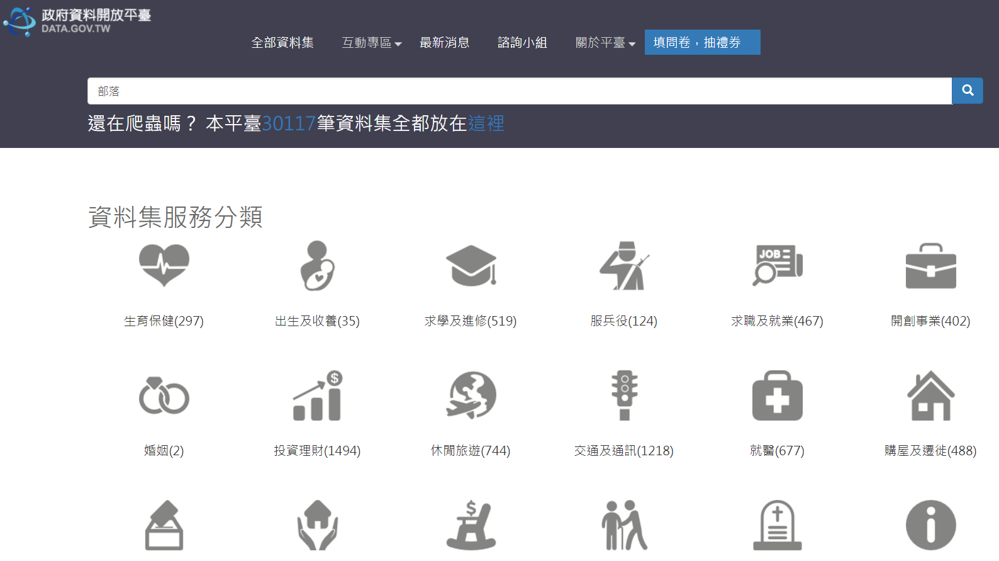 政府資料開放平臺
DATA.GOV.TW
全部資料集 互動專區 最新消息 諮詢小組 關於平臺 填問卷，抽禮券
部落
還在爬蟲嗎？ 本平臺30117筆資料集全都放在這裡
資料集服務分類
JOB
生育保健(297) 出生及收養(35) 求學及進修(519) 服兵役(124) 求職及就業(467) 開創事業(402)
$
婚姻(2) 投資理財(1494) 休閒旅遊(744) 交通及通訊(1218) 就醫(677) 購屋及遷徙(488)
$